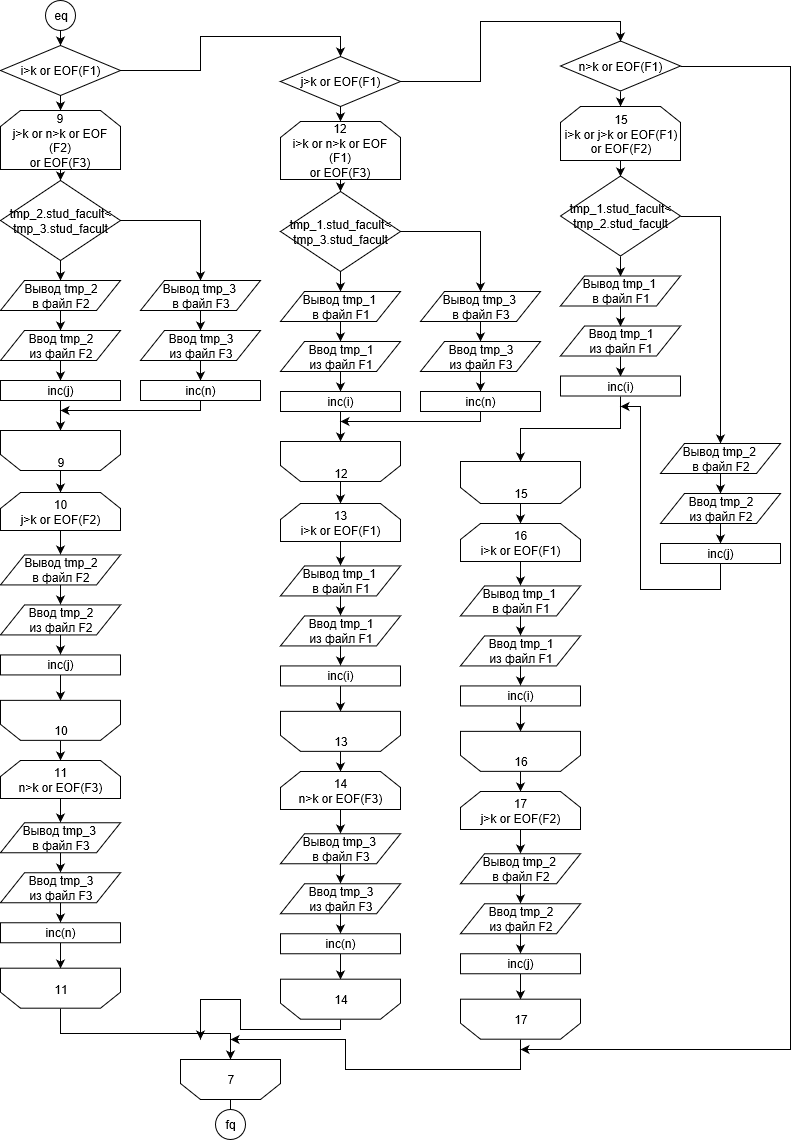 eq
i>k or EOF(F1)
9
j>k or n>k or EOF
(F2)
or EOF(F3)
tmp_2.stud_facult<
tmp_3.stud_facult
Вывод tmp_2
в файл F2
Вывод tmp_3
в файл F3
Ввод tmp_2
из файл F2
Ввод tmp_3
из файл F3
inc(j)
inc(n)
9
10
j>k or EOF(F2)
Вывод tmp_2
в файл F2
Ввод tmp_2
из файл F2
inc(j)
10
11
n>k or EOF(F3)
Вывод tmp_3
в файл F3
Ввод tmp_3
из файл F3
inc(n)
11
j>k or EOF(F1)
12
i>k or n>k or EOF
(F1)
or EOF(F3)
tmp_1.stud_facult<
tmp_3.stud_facult
Вывод tmp_1
в файл F1
Вывод tmp_3
в файл F3
Ввод tmp_1
из файл F1
Ввод tmp_3
из файл F3
inc(i)
inc(n)
12
13
i>k or EOF(F1)
Вывод tmp_1
в файл F1
Ввод tmp_1
из файл F1
inc(i)
13
14
n>k or EOF(F3)
Вывод tmp_3
в файл F3
Ввод tmp_3
из файл F3
inc(n)
14
n>k or EOF(F1)
15
i>k or j>k or EOF(F1)
or EOF(F2)
tmp_1.stud_facult<
tmp_2.stud_facult
Вывод tmp_1
в файл F1
Ввод tmp_1
из файл F1
inc(i)
Вывод tmp_2
в файл F2
Ввод tmp_2
из файл F2
inc(j)
15
16
i>k or EOF(F1)
Вывод tmp_1
в файл F1
Ввод tmp_1
из файл F1
inc(i)
16
17
j>k or EOF(F2)
Вывод tmp_2
в файл F2
Ввод tmp_2
из файл F2
inc(j)
17
7
fq